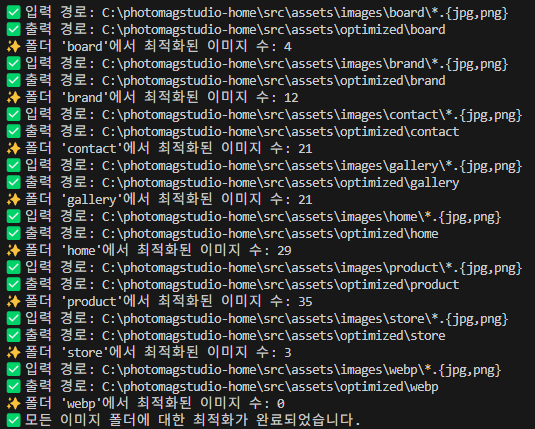 ✅ 입력 경로: C:\photomagstudio-home\src\assets\images\board\*.{jpg,png}
✅ 출력 경로: C:\photomagstudio-home\src\assets\optimized\board
✨ 폴더 'board'에서 최적화된 이미지 수: 4
✅ 입력 경로: C:\photomagstudio-home\src\assets\images\brand\*.{jpg,png}
✅ 출력 경로: C:\photomagstudio-home\src\assets\optimized\brand
✨ 폴더 'brand'에서 최적화된 이미지 수: 12
✅ 입력 경로: C:\photomagstudio-home\src\assets\images\contact\*.{jpg,png}
✅ 출력 경로: C:\photomagstudio-home\src\assets\optimized\contact
✨ 폴더 'contact'에서 최적화된 이미지 수: 21
✅ 입력 경로: C:\photomagstudio-home\src\assets\images\gallery\*.{jpg,png}
✅ 출력 경로: C:\photomagstudio-home\src\assets\optimized\gallery
✨ 폴더 'gallery'에서 최적화된 이미지 수: 21
✅ 입력 경로: C:\photomagstudio-home\src\assets\images\home\*.{jpg,png}
✅ 출력 경로: C:\photomagstudio-home\src\assets\optimized\home
✨ 폴더 'home'에서 최적화된 이미지 수: 29
✅ 입력 경로: C:\photomagstudio-home\src\assets\images\product\*.{jpg,png}
✅ 출력 경로: C:\photomagstudio-home\src\assets\optimized\product
✨ 폴더 'product'에서 최적화된 이미지 수: 35
✅ 입력 경로: C:\photomagstudio-home\src\assets\images\store\*.{jpg,png}
✅ 출력 경로: C:\photomagstudio-home\src\assets\optimized\store
✨ 폴더 'store'에서 최적화된 이미지 수: 3
✅ 입력 경로: C:\photomagstudio-home\src\assets\images\webp\*.{jpg,png}
✅ 출력 경로: C:\photomagstudio-home\src\assets\optimized\webp
✨ 폴더 'webp'에서 최적화된 이미지 수: 0
✅ 모든 이미지 폴더에 대한 최적화가 완료되었습니다.